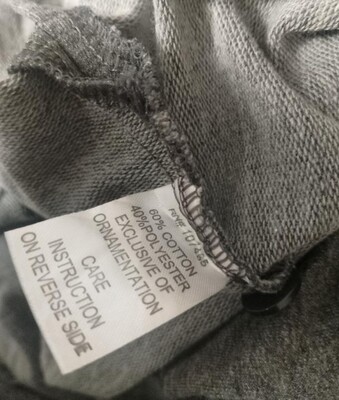 60% COTTON
40%POLYESTER
EXCLUSIVE OF
ORNAMENTATION
CARE
INSTRUCTION
ON REVERSE SIDE